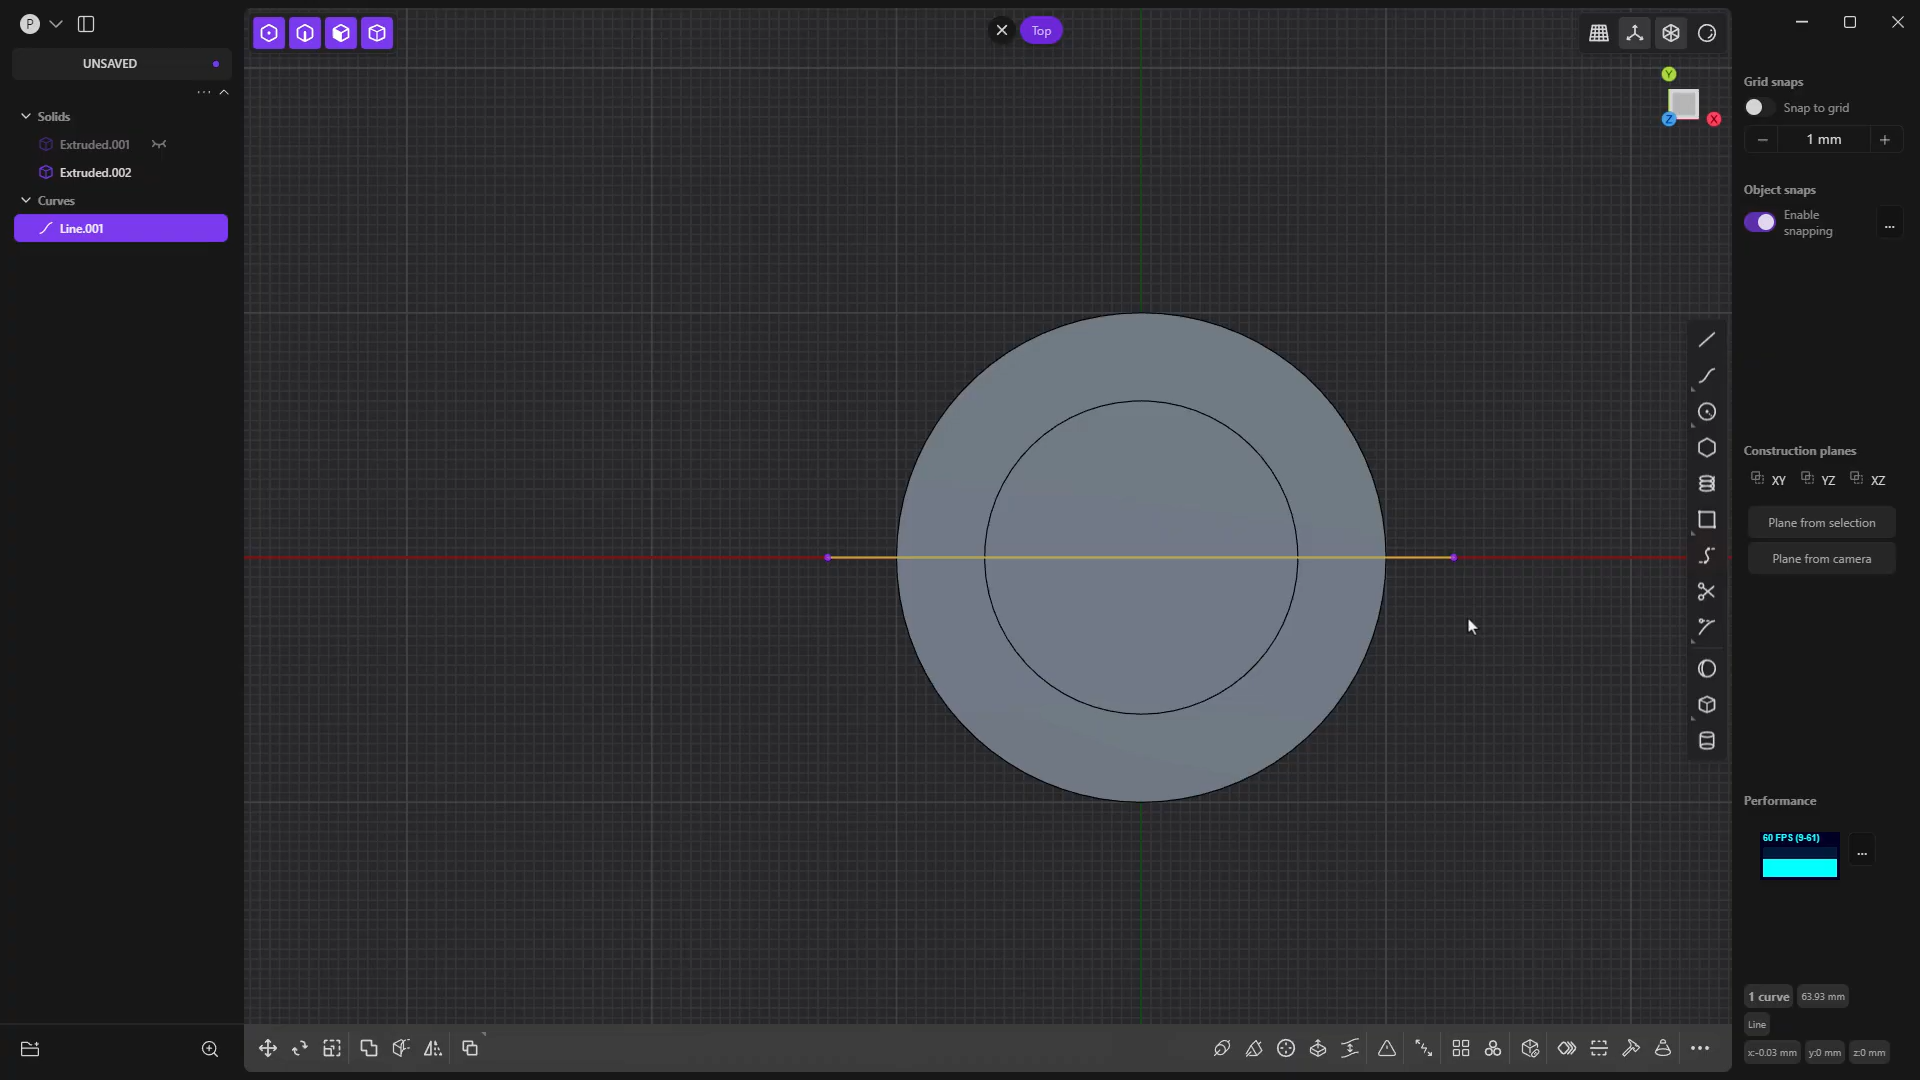 P
UNSAVED
Solids
Extruded.001
Extruded.002
Curves
Line.001
Top
Y
Z
X
Grid snaps
Snap to grid
1 mm
Object snaps
Enable
snapping
...
Construction planes
XY
YZ
XZ
Plane from selection
Plane from camera
Performance
60 FPS (9-61)
...
1 curve
63.93 mm
Line
x:-0.03 mm
y:0 mm
z:0 mm